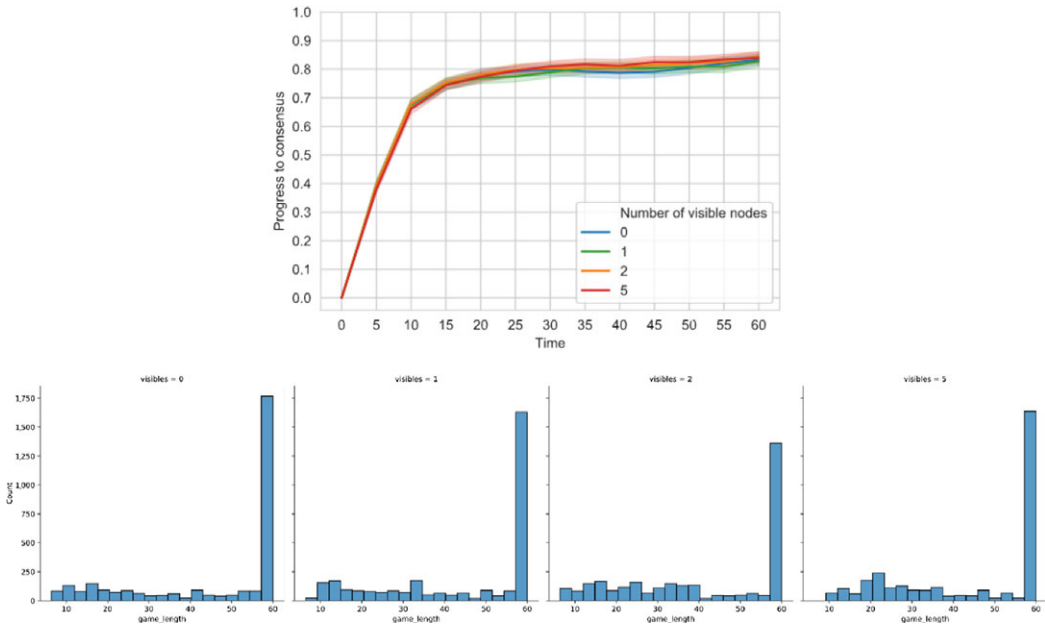 1.0
0.9
0.8
0.7
0.6
0.5
0.4
0.3
0.2
0.1
0.0
Progress to consensus
Number of visible nodes
0
1
2
5
0 5 10 15 20 25 30 35 40 45 50 55 60
Time
visibles = 0
visibles = 1
visibles = 2
visibles = 5
1,750
1,500
1,250
1,000
750
500
250
0
Count
10 20 30 40 50 60
10 20 30 40 50 60
10 20 30 40 50 60
10 20 30 40 50 60
game_length
game_length
game_length
game_length